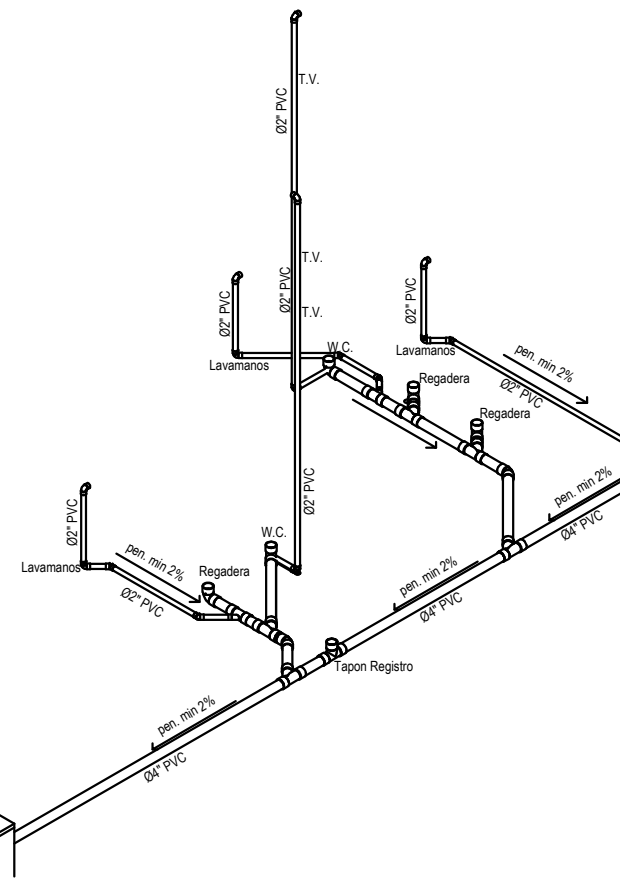 T.V.
Ø2" PVC
T.V.
Ø2" PVC
T.V.
Ø2" PVC
Lavamanos
W.C.
Regadera
Regadera
Ø2" PVC
Lavamanos
pen. min 2%
Ø2" PVC
pen. min 2%
Ø4" PVC
Ø2" PVC
Ø2" PVC
Lavamanos
pen. min 2%
Ø2" PVC
Regadera
W.C.
pen. min 2%
Ø4" PVC
Tapon Registro
pen. min 2%
Ø4" PVC